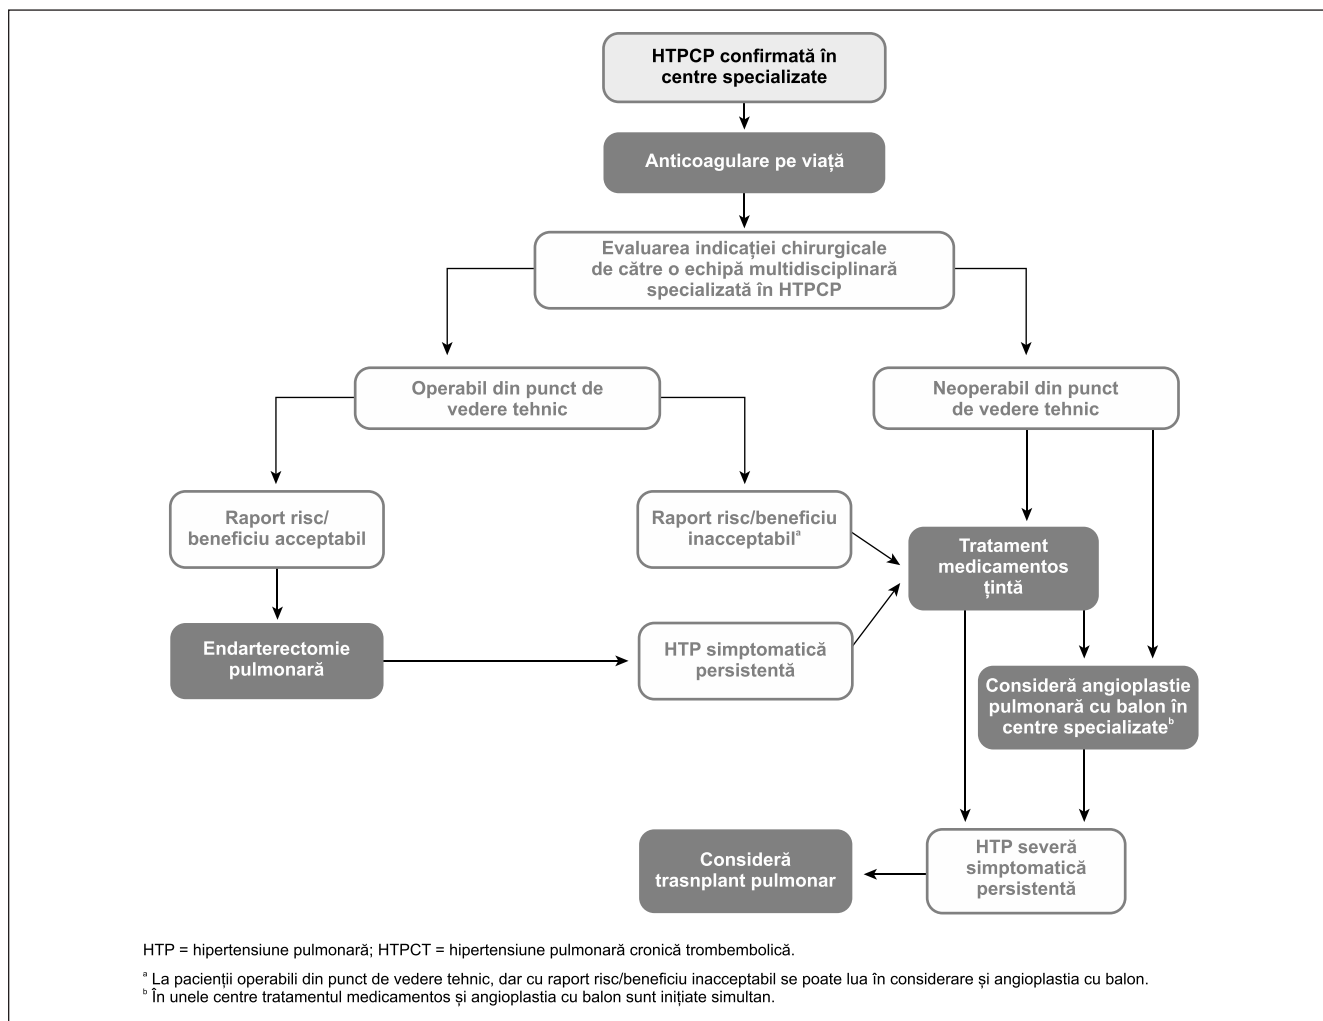 HTPCP confirmată în
centre specializate
Anticoagulare pe viață
Evaluarea indicației chirurgicale
de către o echipă multidisciplinară
specializată în HTPCP
Operabil din punct de
vedere tehnic
Neoperabil din punct
de vedere tehnic
Raport risc/
beneficiu acceptabil
Raport risc/beneficiu
inacceptabilᵃ
Tratament
medicamentos
țintă
Endarterectomie
pulmonară
HTP simptomatică
persistentă
Consideră angioplastie
pulmonară cu balon în
centre specializateᵇ
Consideră
trasnplant pulmonar
HTP severă
simptomatică
persistentă
HTP = hipertensiune pulmonară; HTPCT = hipertensiune pulmonară cronică trombembolică.
ᵃ La pacienții operabili din punct de vedere tehnic, dar cu raport risc/beneficiu inacceptabil se poate lua în considerare și angioplastia cu balon.
ᵇ În unele centre tratamentul medicamentos și angioplastia cu balon sunt inițiate simultan.